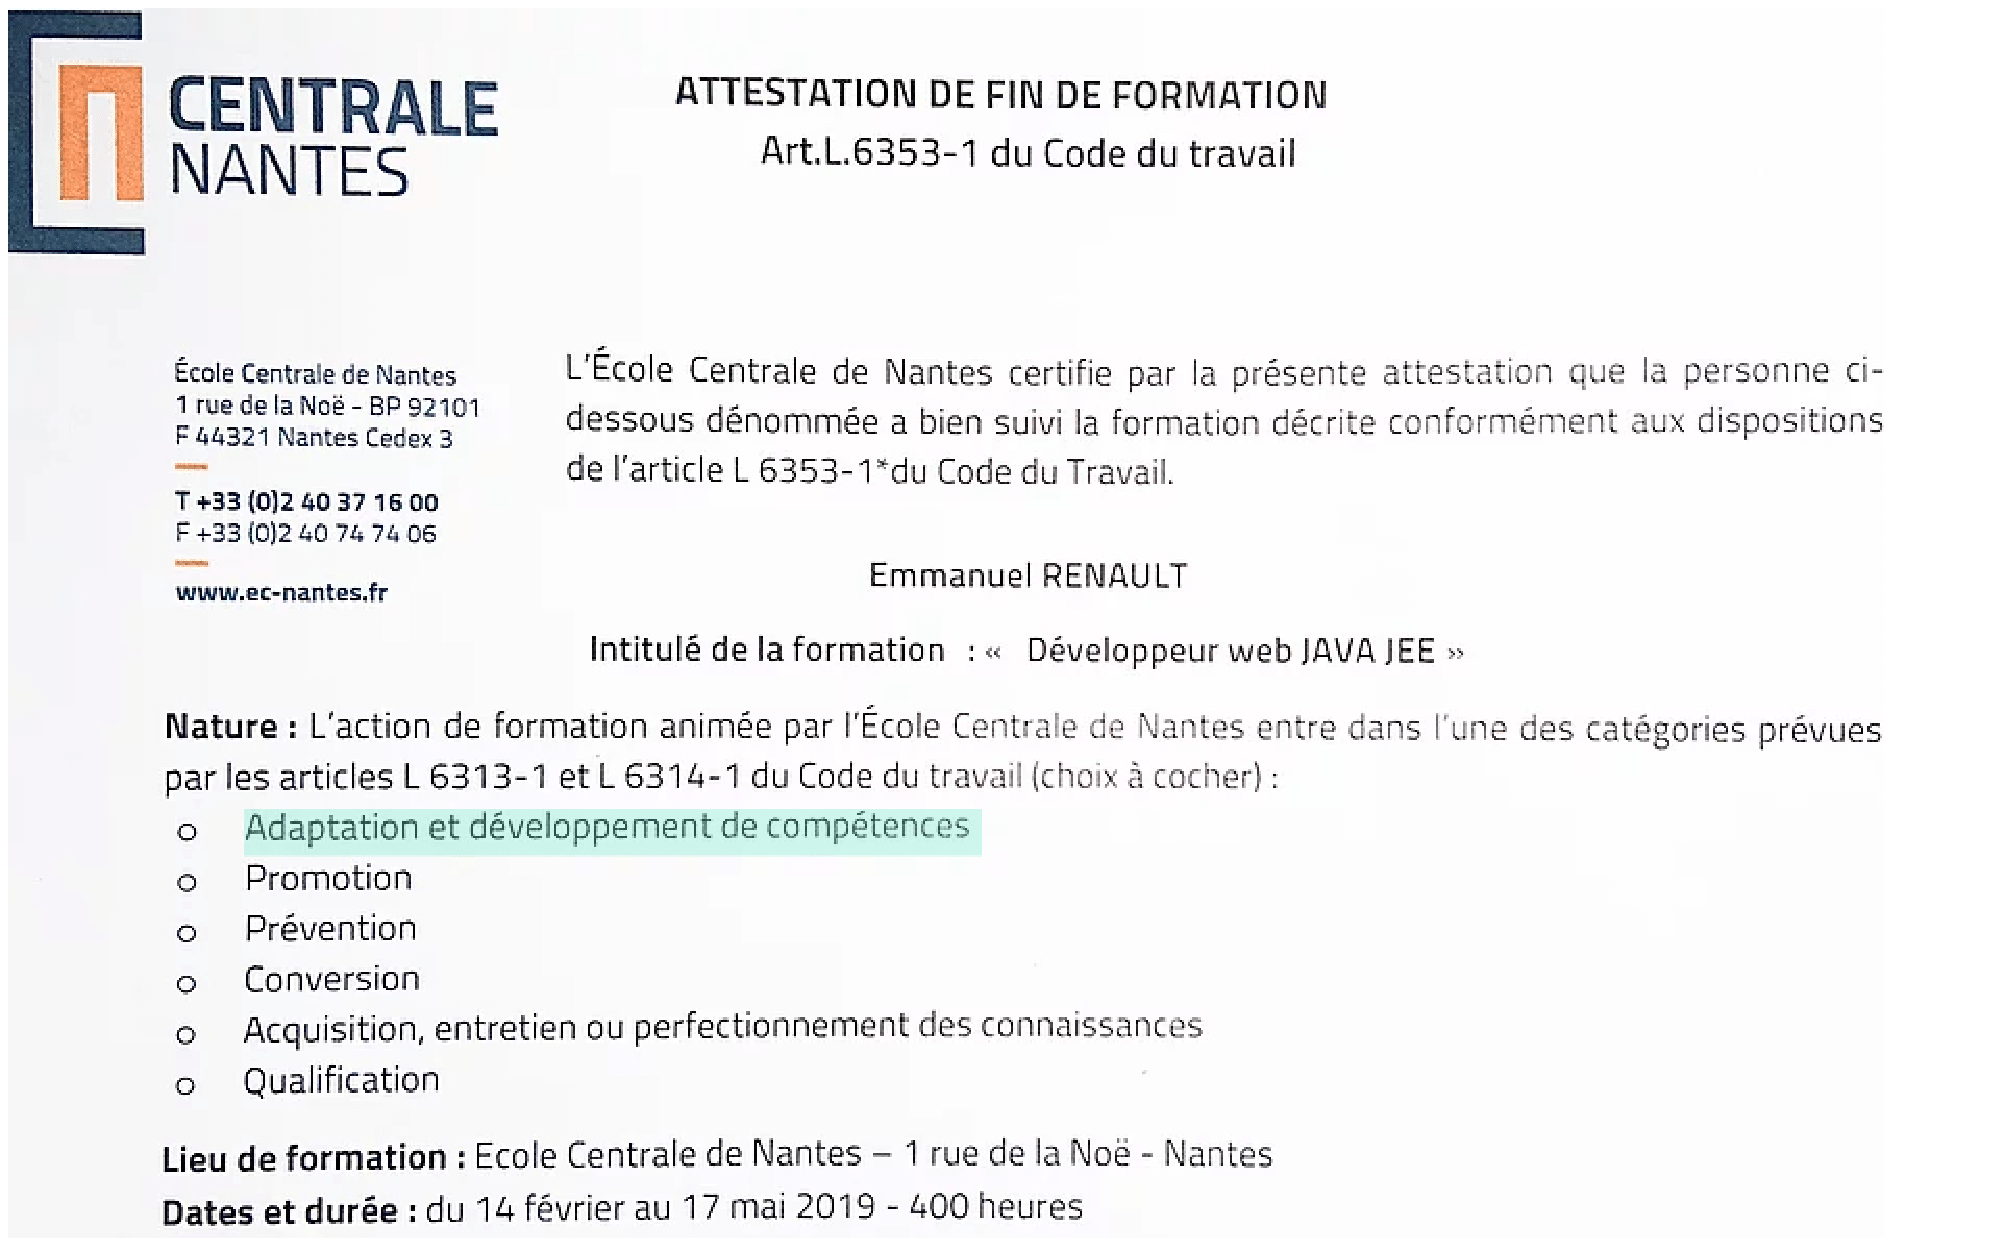 CENTRALE
NANTES
ATTESTATION DE FIN DE FORMATION
Art.L.6353-1 du Code du travail
École Centrale de Nantes
1 rue de la Noë - BP 92101
F 44321 Nantes Cedex 3
T +33 (0)2 40 37 16 00
F +33 (0)2 40 74 74 06
www.ec-nantes.fr
L'École Centrale de Nantes certifie par la présente attestation que la personne ci-
dessous dénommée a bien suivi la formation décrite conformément aux dispositions
de l'article L 6353-1*du Code du Travail.
Emmanuel RENAULT
Intitulé de la formation : « Développeur web JAVA JEE »
Nature : L'action de formation animée par l'École Centrale de Nantes entre dans l'une des catégories prévues
par les articles L 6313-1 et L 6314-1 du Code du travail (choix à cocher) :
o Adaptation et développement de compétences
o Promotion
o Prévention
o Conversion
o Acquisition, entretien ou perfectionnement des connaissances
o Qualification
Lieu de formation : Ecole Centrale de Nantes – 1 rue de la Noë - Nantes
Dates et durée : du 14 février au 17 mai 2019 - 400 heures